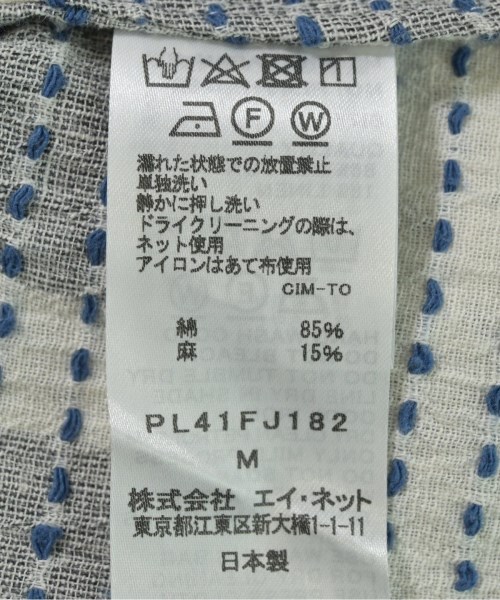 F W
濡れた状態での放置禁止
単独洗い
静かに押し洗い
ドライクリーニングの際は、
ネット使用
アイロンはあて布使用
CIM-TO
綿 85%
麻 15%
PL41FJ182
M
株式会社 エイ・ネット
東京都江東区新大橋1-1-11
日本製